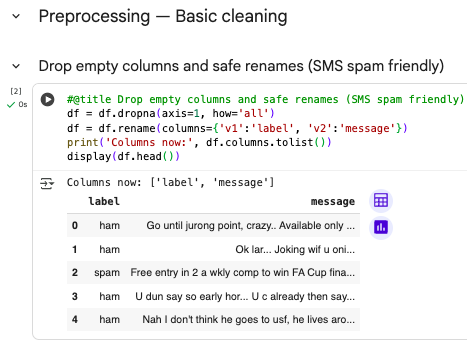 Preprocessing — Basic cleaning
Drop empty columns and safe renames (SMS spam friendly)
[2]
0s
#@title Drop empty columns and safe renames (SMS spam friendly)
df = df.dropna(axis=1, how='all')
df = df.rename(columns={'v1':'label', 'v2':'message'})
print('Columns now:', df.columns.tolist())
display(df.head())
Columns now: ['label', 'message']
label message
0 ham Go until jurong point, crazy.. Available only ...
1 ham Ok lar... Joking wif u oni...
2 spam Free entry in 2 a wkly comp to win FA Cup fina...
3 ham U dun say so early hor... U c already then say...
4 ham Nah I don't think he goes to usf, he lives aro...